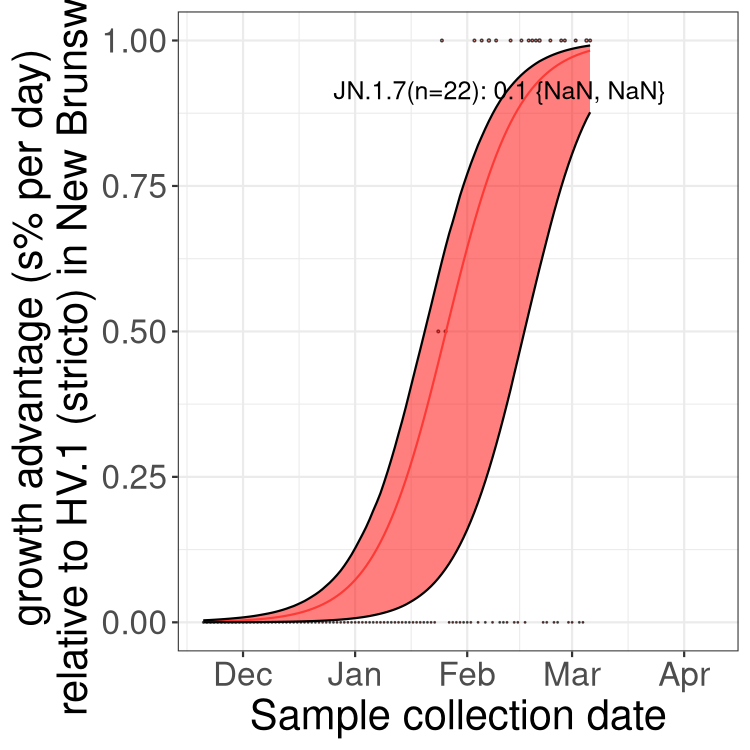 growth advantage (s% per day)
relative to HV.1 (stricto) in New Brunsw
1.00
0.75
0.50
0.25
0.00
JN.1.7(n=22): 0.1 {NaN, NaN}
Dec Jan Feb Mar Apr
Sample collection date